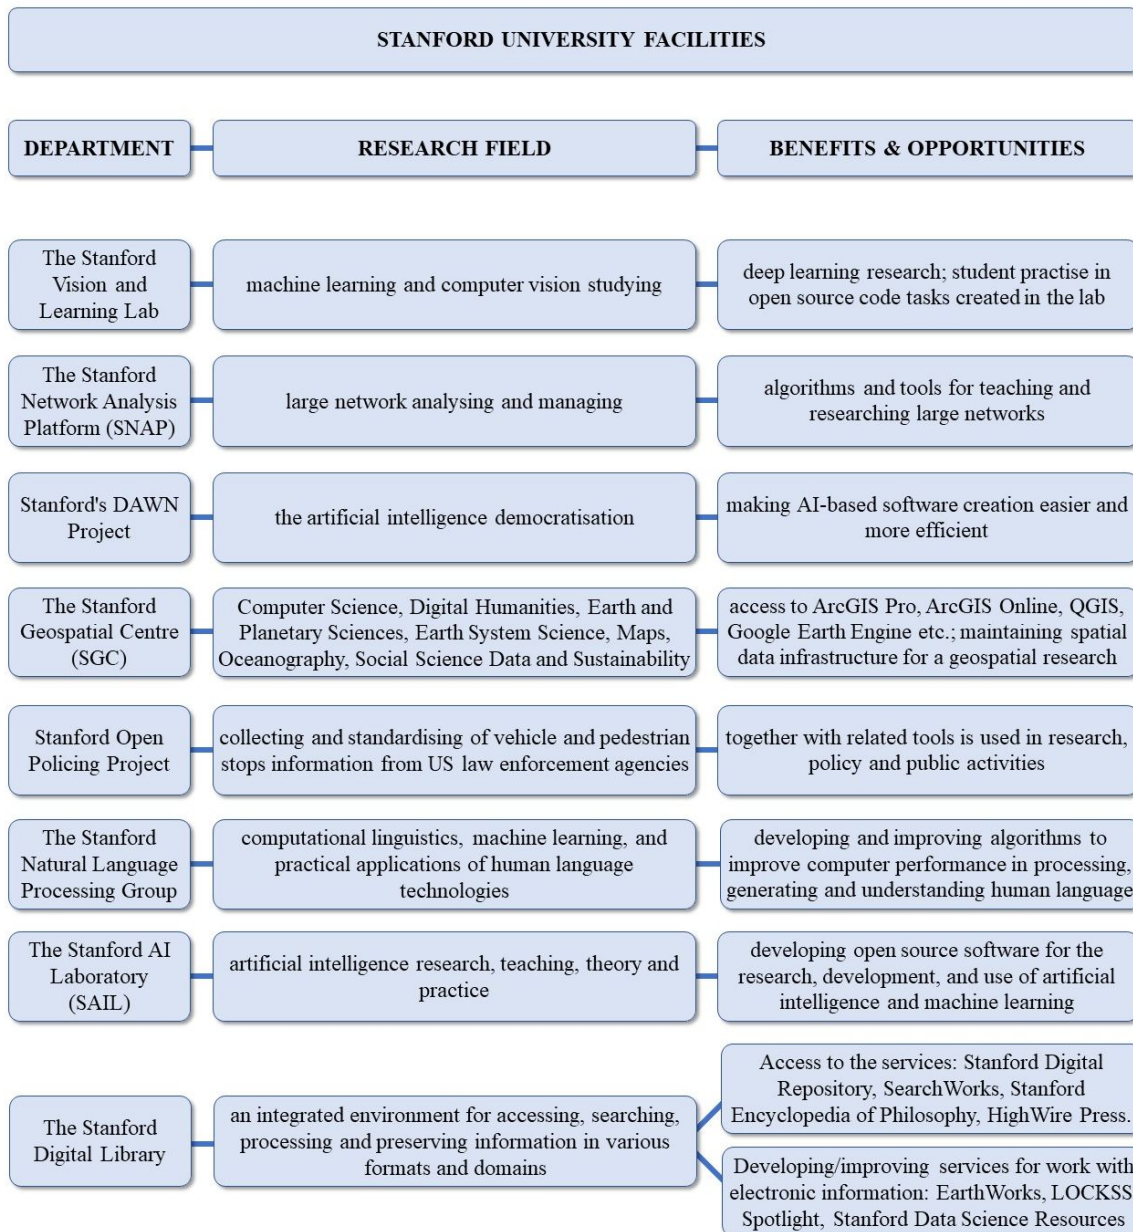 STANFORD UNIVERSITY FACILITIES
DEPARTMENT
RESEARCH FIELD
BENEFITS & OPPORTUNITIES
The Stanford
Vision and
Learning Lab
machine learning and computer vision studying
deep learning research; student practise in
open source code tasks created in the lab
The Stanford
Network Analysis
Platform (SNAP)
large network analysing and managing
algorithms and tools for teaching and
researching large networks
Stanford's DAWN
Project
the artificial intelligence democratisation
making AI-based software creation easier and
more efficient
The Stanford
Geospatial Centre
(SGC)
Computer Science, Digital Humanities, Earth and
Planetary Sciences, Earth System Science, Maps,
Oceanography, Social Science Data and Sustainability
access to ArcGIS Pro, ArcGIS Online, QGIS,
Google Earth Engine etc.; maintaining spatial
data infrastructure for a geospatial research
Stanford Open
Policing Project
collecting and standardising of vehicle and pedestrian
stops information from US law enforcement agencies
together with related tools is used in research,
policy and public activities
The Stanford
Natural Language
Processing Group
computational linguistics, machine learning, and
practical applications of human language
technologies
developing and improving algorithms to
improve computer performance in processing,
generating and understanding human language
The Stanford AI
Laboratory
(SAIL)
artificial intelligence research, teaching, theory and
practice
developing open source software for the
research, development, and use of artificial
intelligence and machine learning
The Stanford
Digital Library
an integrated environment for accessing, searching,
processing and preserving information in various
formats and domains
Access to the services: Stanford Digital
Repository, SearchWorks, Stanford
Encyclopedia of Philosophy, HighWire Press.
Developing/improving services for work with
electronic information: EarthWorks, LOCKSS
Spotlight, Stanford Data Science Resources